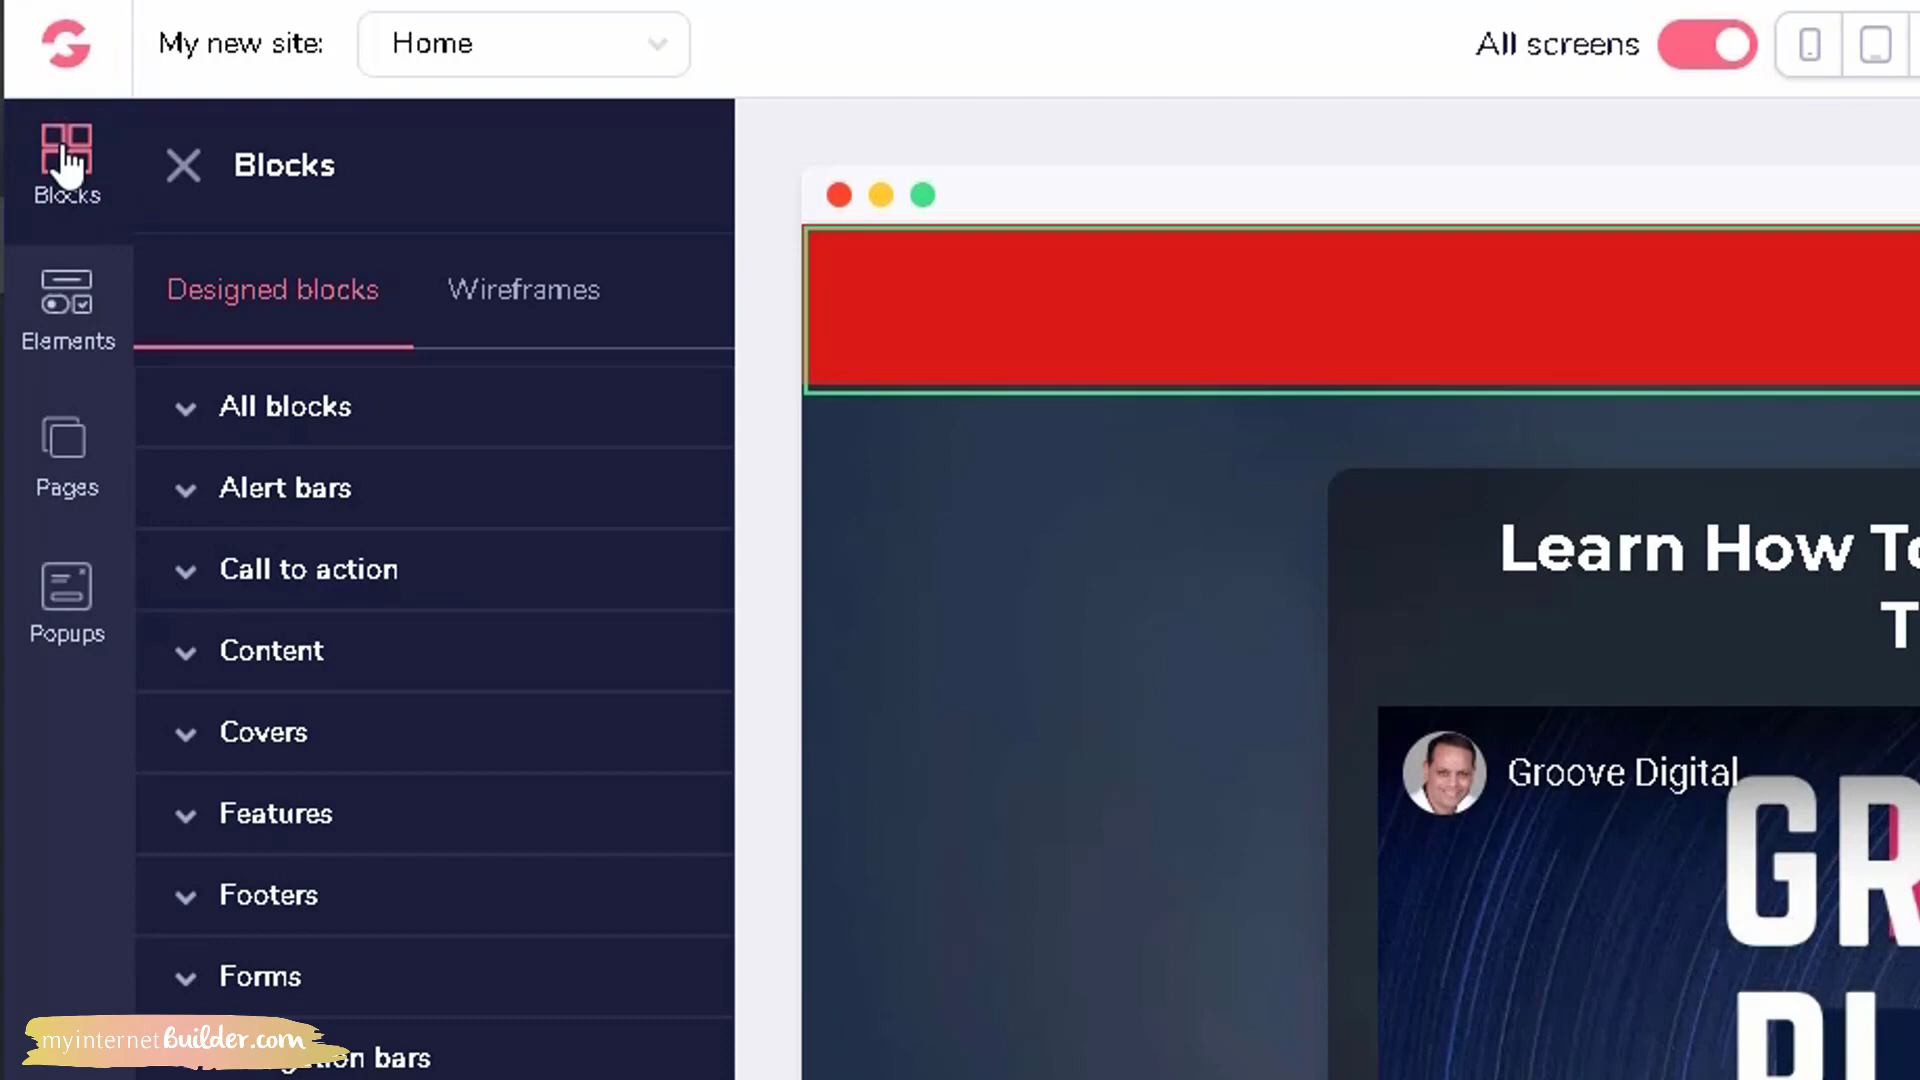 My new site:
Home
All screens
Blocks
Elements
Pages
Popups
Blocks
Designed blocks
Wireframes
All blocks
Alert bars
Call to action
Content
Covers
Features
Footers
Forms
bars
myinternetBuilder.com
Learn How
Groove Digital